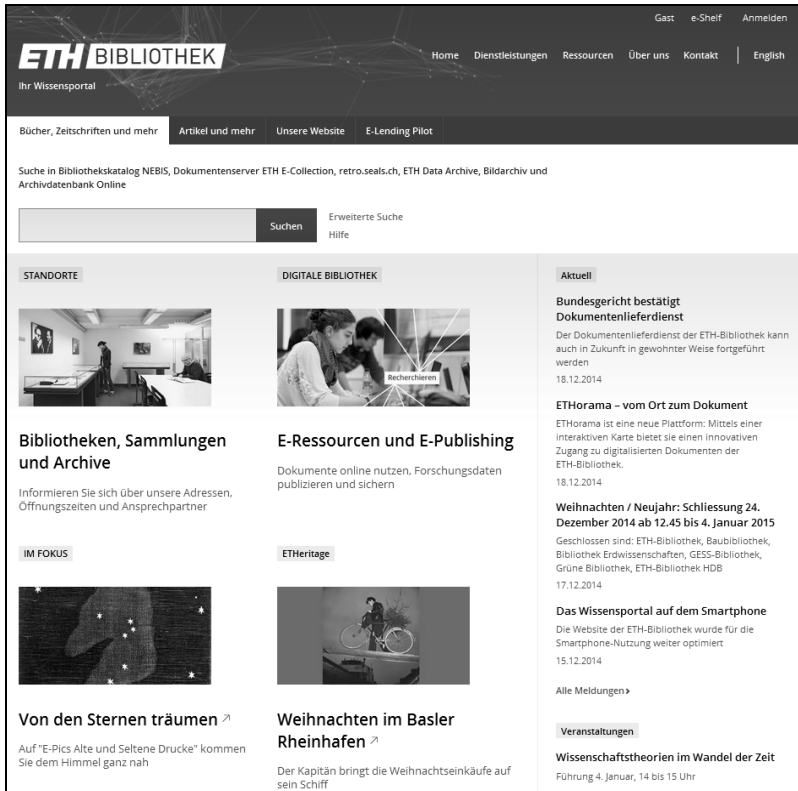 Gast e-Shelf Anmelden
ETH BIBLIOTHEK
Home Dienstleistungen Ressourcen Über uns Kontakt English
Ihr Wissensportal
Bücher, Zeitschriften und mehr Artikel und mehr Unsere Website E-Lending Pilot
Suche in Bibliothekskatalog NEBIS, Dokumentenserver ETH E-Collection, retro.seals.ch, ETH Data Archive, Bildarchiv und
Archivdatenbank Online
Suchen
Erweiterte Suche
Hilfe
STANDORTE
Bibliotheken, Sammlungen
und Archive
Informieren Sie sich über unsere Adressen,
Öffnungszeiten und Ansprechpartner
DIGITALE BIBLIOTHEK
Recherchieren
E-Ressourcen und E-Publishing
Dokumente online nutzen, Forschungsdaten
publizieren und sichern
IM FOKUS
Von den Sternen träumen
Auf "E-Pics Alte und Seltene Drucke" kommen
Sie dem Himmel ganz nah
ETHeritage
Weihnachten im Basler
Rheinhafen
Der Kapitän bringt die Weihnachtseinkäufe auf
sein Schiff
Aktuell
Bundesgericht bestätigt
Dokumentenlieferdienst
Der Dokumentenlieferdienst der ETH-Bibliothek kann
auch in Zukunft in gewohnter Weise fortgeführt
werden
18.12.2014
ETHorama – vom Ort zum Dokument
ETHorama ist eine neue Plattform: Mittels einer
interaktiven Karte bietet sie einen innovativen
Zugang zu digitalisierten Dokumenten der
ETH-Bibliothek.
18.12.2014
Weihnachten / Neujahr: Schliessung 24.
Dezember 2014 ab 12.45 bis 4. Januar 2015
Geschlossen sind: ETH-Bibliothek, Baubibliothek,
Bibliothek Erdwissenschaften, GESS-Bibliothek,
Grüne Bibliothek, ETH-Bibliothek HDB
17.12.2014
Das Wissensportal auf dem Smartphone
Die Website der ETH-Bibliothek wurde für die
Smartphone-Nutzung weiter optimiert
15.12.2014
Alle Meldungen
Veranstaltungen
Wissenschaftstheorien im Wandel der Zeit
Führung 4. Januar, 14 bis 15 Uhr